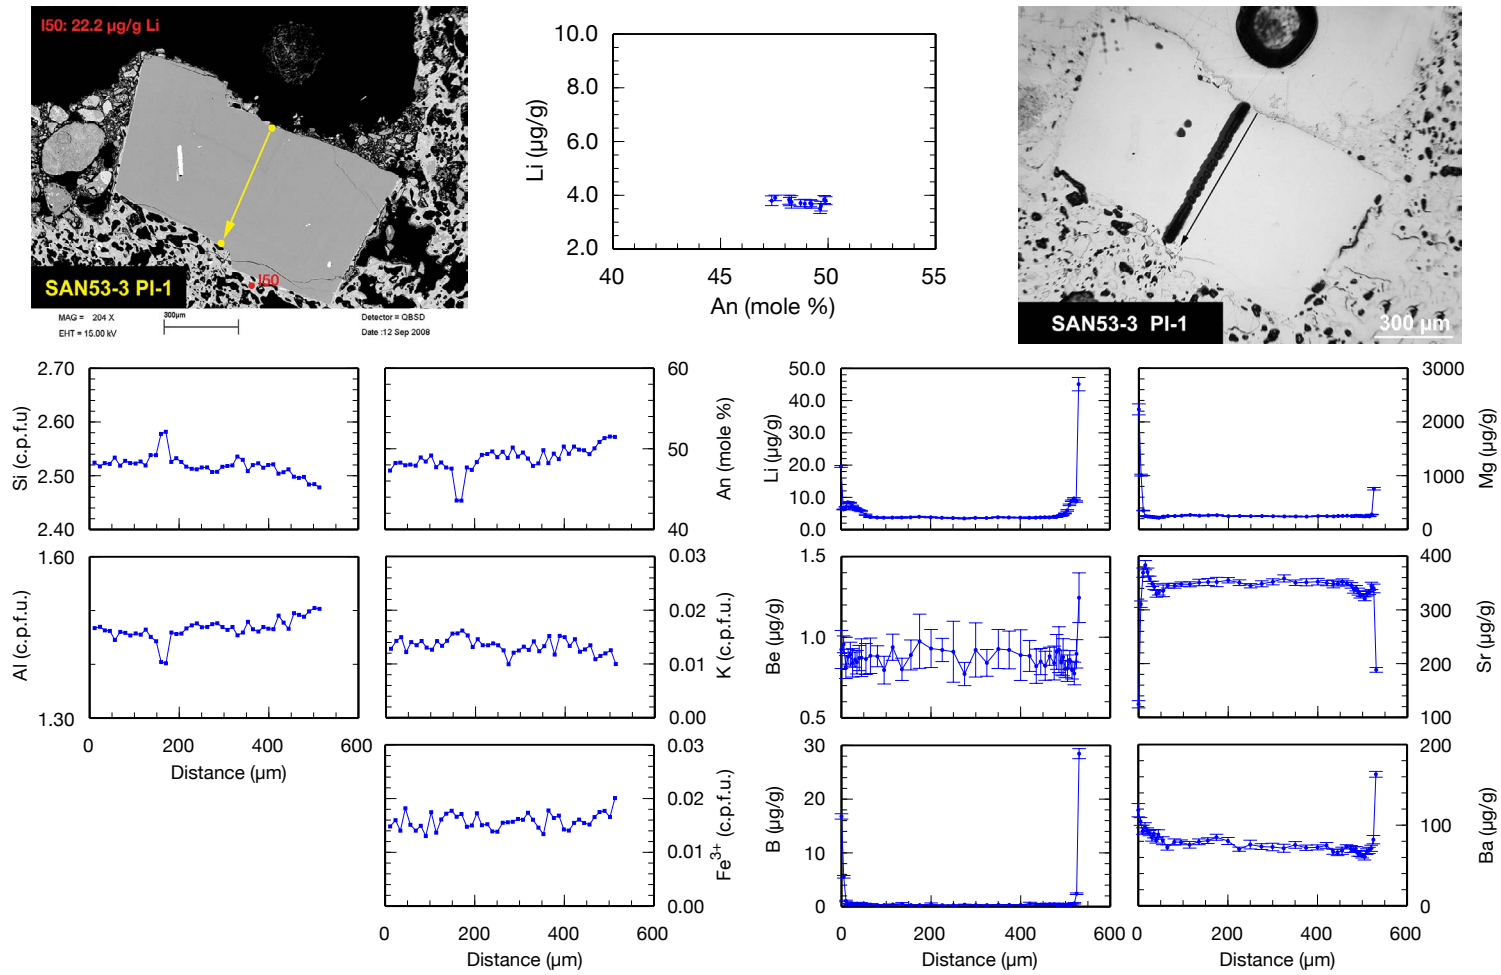 I50: 22.2 µg/g Li
I50
SAN53-3 PI-1
MAG = 204 X
EHT = 15.00 kV
300µm
Detector = QBSD
Date :12 Sep 2008
10.0
8.0
6.0
4.0
2.0
Li (µg/g)
40 45 50 55
An (mole %)
SAN53-3 PI-1
300 µm
2.70
2.60
2.50
2.40
Si (c.p.f.u)
60
50
40
An (mole %)
50.0
40.0
30.0
20.0
10.0
0.0
Li (µg/g)
3000
2000
1000
0
Mg (µg/g)
1.60
1.30
Al (c.p.f.u.)
0 200 400 600
Distance (µm)
0.03
0.02
0.01
0.00
K (c.p.f.u.)
1.5
1.0
0.5
Be (µg/g)
400
300
200
100
Sr (µg/g)
0.03
0.02
0.01
0.00
Fe3+ (c.p.f.u.)
0 200 400 600
Distance (µm)
30
20
10
0
B (µg/g)
0 200 400 600
Distance (µm)
200
100
0
Ba (µg/g)
0 200 400 600
Distance (µm)